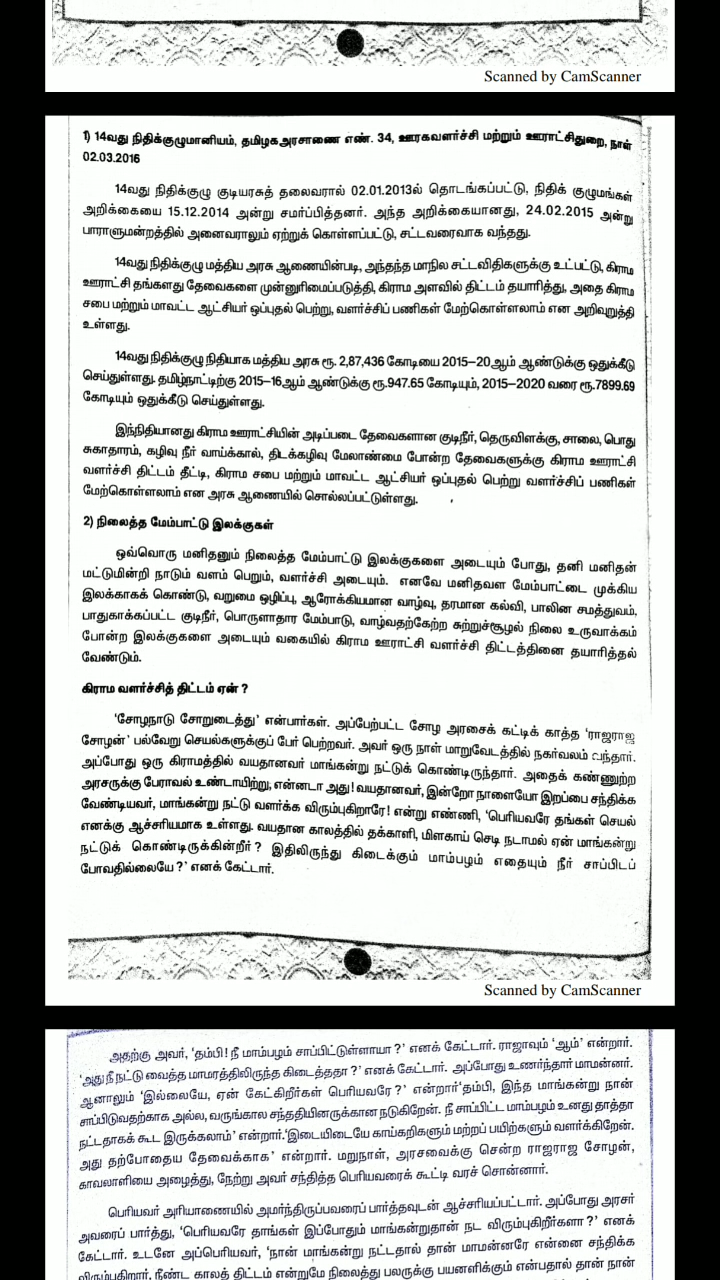 Scanned by CamScanner
1) 14வது நிதிக்குழுமானியம், தமிழகஅரசாணை எண். 34, ஊரகவளர்ச்சி மற்றும் ஊராட்சிதுறை, நாள்
02.03.2016
14வது நிதிக்குழு குடியரசுத் தலைவரால் 02.01.2013ல் தொடங்கப்பட்டு, நிதிக் குழுமங்கள்
அறிக்கையை 15.12.2014 அன்று சமர்ப்பித்தனர். அந்த அறிக்கையானது, 24.02.2015 அன்று
பாராளுமன்றத்தில் அனைவராலும் ஏற்றுக் கொள்ளப்பட்டு, சட்டவரைவாக வந்தது.
14வது நிதிக்குழு மத்திய அரசு ஆணையின்படி, அந்தந்த மாநில சட்டவிதிகளுக்கு உட்பட்டு, கிராம
ஊராட்சி தங்களது தேவைகளை முன்னுரிமைப்படுத்தி, கிராம அளவில் திட்டம் தயாரித்து, அதை கிராம
சபை மற்றும் மாவட்ட ஆட்சியர் ஒப்புதல் பெற்று, வளர்ச்சிப் பணிகள் மேற்கொள்ளலாம் என அறிவுறுத்தி
உள்ளது.
14வது நிதிக்குழு நிதியாக மத்திய அரசு ரூ. 2,87,436 கோடியை 2015–20ஆம் ஆண்டுக்கு ஒதுக்கீடு
செய்துள்ளது. தமிழ்நாட்டிற்கு 2015–16ஆம் ஆண்டுக்கு ரூ.947.65 கோடியும், 2015–2020 வரை ரூ.7899.69
கோடியும் ஒதுக்கீடு செய்துள்ளது.
இந்நிதியானது கிராம ஊராட்சியின் அடிப்படை தேவைகளான குடிநீர், தெருவிளக்கு, சாலை, பொது
சுகாதாரம், கழிவு நீர் வாய்க்கால், திடக்கழிவு மேலாண்மை போன்ற தேவைகளுக்கு கிராம ஊராட்சி
வளர்ச்சி திட்டம் தீட்டி, கிராம சபை மற்றும் மாவட்ட ஆட்சியர் ஒப்புதல் பெற்று வளர்ச்சிப் பணிகள்
மேற்கொள்ளலாம் என அரசு ஆணையில் சொல்லப்பட்டுள்ளது.
2) நிலைத்த மேம்பாட்டு இலக்குகள்
ஒவ்வொரு மனிதனும் நிலைத்த மேம்பாட்டு இலக்குகளை அடையும் போது, தனி மனிதன்
மட்டுமின்றி நாடும் வளம் பெறும், வளர்ச்சி அடையும். எனவே மனிதவள மேம்பாட்டை முக்கிய
இலக்காகக் கொண்டு, வறுமை ஒழிப்பு, ஆரோக்கியமான வாழ்வு, தரமான கல்வி, பாலின சமத்துவம்,
பாதுகாக்கப்பட்ட குடிநீர், பொருளாதார மேம்பாடு, வாழ்வதற்கேற்ற சுற்றுச்சூழல் நிலை உருவாக்கம்
போன்ற இலக்குகளை அடையும் வகையில் கிராம ஊராட்சி வளர்ச்சி திட்டத்தினை தயாரித்தல்
வேண்டும்.
கிராம வளர்ச்சித் திட்டம் ஏன் ?
'சோழநாடு சோறுடைத்து' என்பார்கள். அப்பேற்பட்ட சோழ அரசைக் கட்டிக் காத்த 'ராஜராஜ
சோழன்' பல்வேறு செயல்களுக்குப் பேர் பெற்றவர். அவர் ஒரு நாள் மாறுவேடத்தில் நகர்வலம் வந்தார்.
அப்போது ஒரு கிராமத்தில் வயதானவர் மாங்கன்று நட்டுக் கொண்டிருந்தார். அதைக் கண்ணுற்ற
அரசருக்கு பேராவல் உண்டாயிற்று, என்னடா அது ! வயதானவர், இன்றோ நாளையோ இறப்பை சந்திக்க
வேண்டியவர், மாங்கன்று நட்டு வளர்க்க விரும்புகிறாரே ! என்று எண்ணி, 'பெரியவரே தங்கள் செயல்
எனக்கு ஆச்சரியமாக உள்ளது. வயதான காலத்தில் தக்காளி, மிளகாய் செடி நடாமல் ஏன் மாங்கன்று
நட்டுக் கொண்டிருக்கின்றீர் ? இதிலிருந்து கிடைக்கும் மாம்பழம் எதையும் நீர் சாப்பிடப்
போவதில்லையே ?' எனக் கேட்டார்.
Scanned by CamScanner
அதற்கு அவர், 'தம்பி ! நீ மாம்பழம் சாப்பிட்டுள்ளாயா ?' எனக் கேட்டார். ராஜாவும் 'ஆம்' என்றார்.
'அது நீ நட்டு வைத்த மாமரத்திலிருந்த கிடைத்ததா ?' எனக் கேட்டார். அப்போது உணர்ந்தார் மாமன்னர்.
ஆனாலும் 'இல்லையே, ஏன் கேட்கிறீர்கள் பெரியவரே ?' என்றார் 'தம்பி, இந்த மாங்கன்று நான்
சாப்பிடுவதற்காக அல்ல, வருங்கால சந்ததியினருக்கான நடுகிறேன். நீ சாப்பிட்ட மாம்பழம் உனது தாத்தா
நட்டதாகக் கூட இருக்கலாம்' என்றார். 'இடையிடையே காய்கறிகளும் மற்றப் பயிற்களும் வளர்க்கிறேன்.
அது தற்போதைய தேவைக்காக' என்றார். மறுநாள், அரசவைக்கு சென்ற ராஜராஜ சோழன்,
காவலாளியை அழைத்து, நேற்று அவர் சந்தித்த பெரியவரைக் கூட்டி வரச் சொன்னார்.
பெரியவர் அரியாணையில் அமர்ந்திருப்பவரைப் பார்த்தவுடன் ஆச்சரியப்பட்டார். அப்போது அரசர்
அவரைப் பார்த்து, 'பெரியவரே தாங்கள் இப்போதும் மாங்கன்றுதான் நட விரும்புகிறீர்களா ?' எனக்
கேட்டார். உடனே அப்பெரியவர், 'நான் மாங்கன்று நட்டதால் தான் மாமன்னரே என்னை சந்திக்க
விரும்புகிறார். நீண்ட காலத் திட்டம் என்றுமே நிலைத்து பலருக்கு பயனளிக்கும் என்பதால் தான் நான்